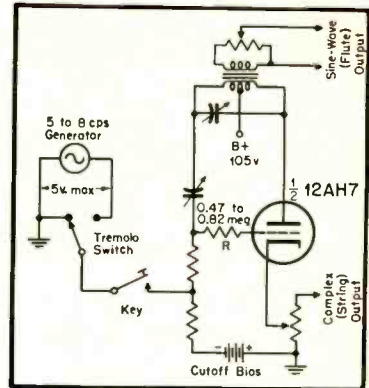 Sine-Wave
(Flute)
Output
5 to 8 cps
Generator
5v. max
B+
105v
1/2 12AH7
0.47 to
0.82 meg
R
Tremolo
Switch
Key
Complex
(String)
Output
- +
Cutoff Bias